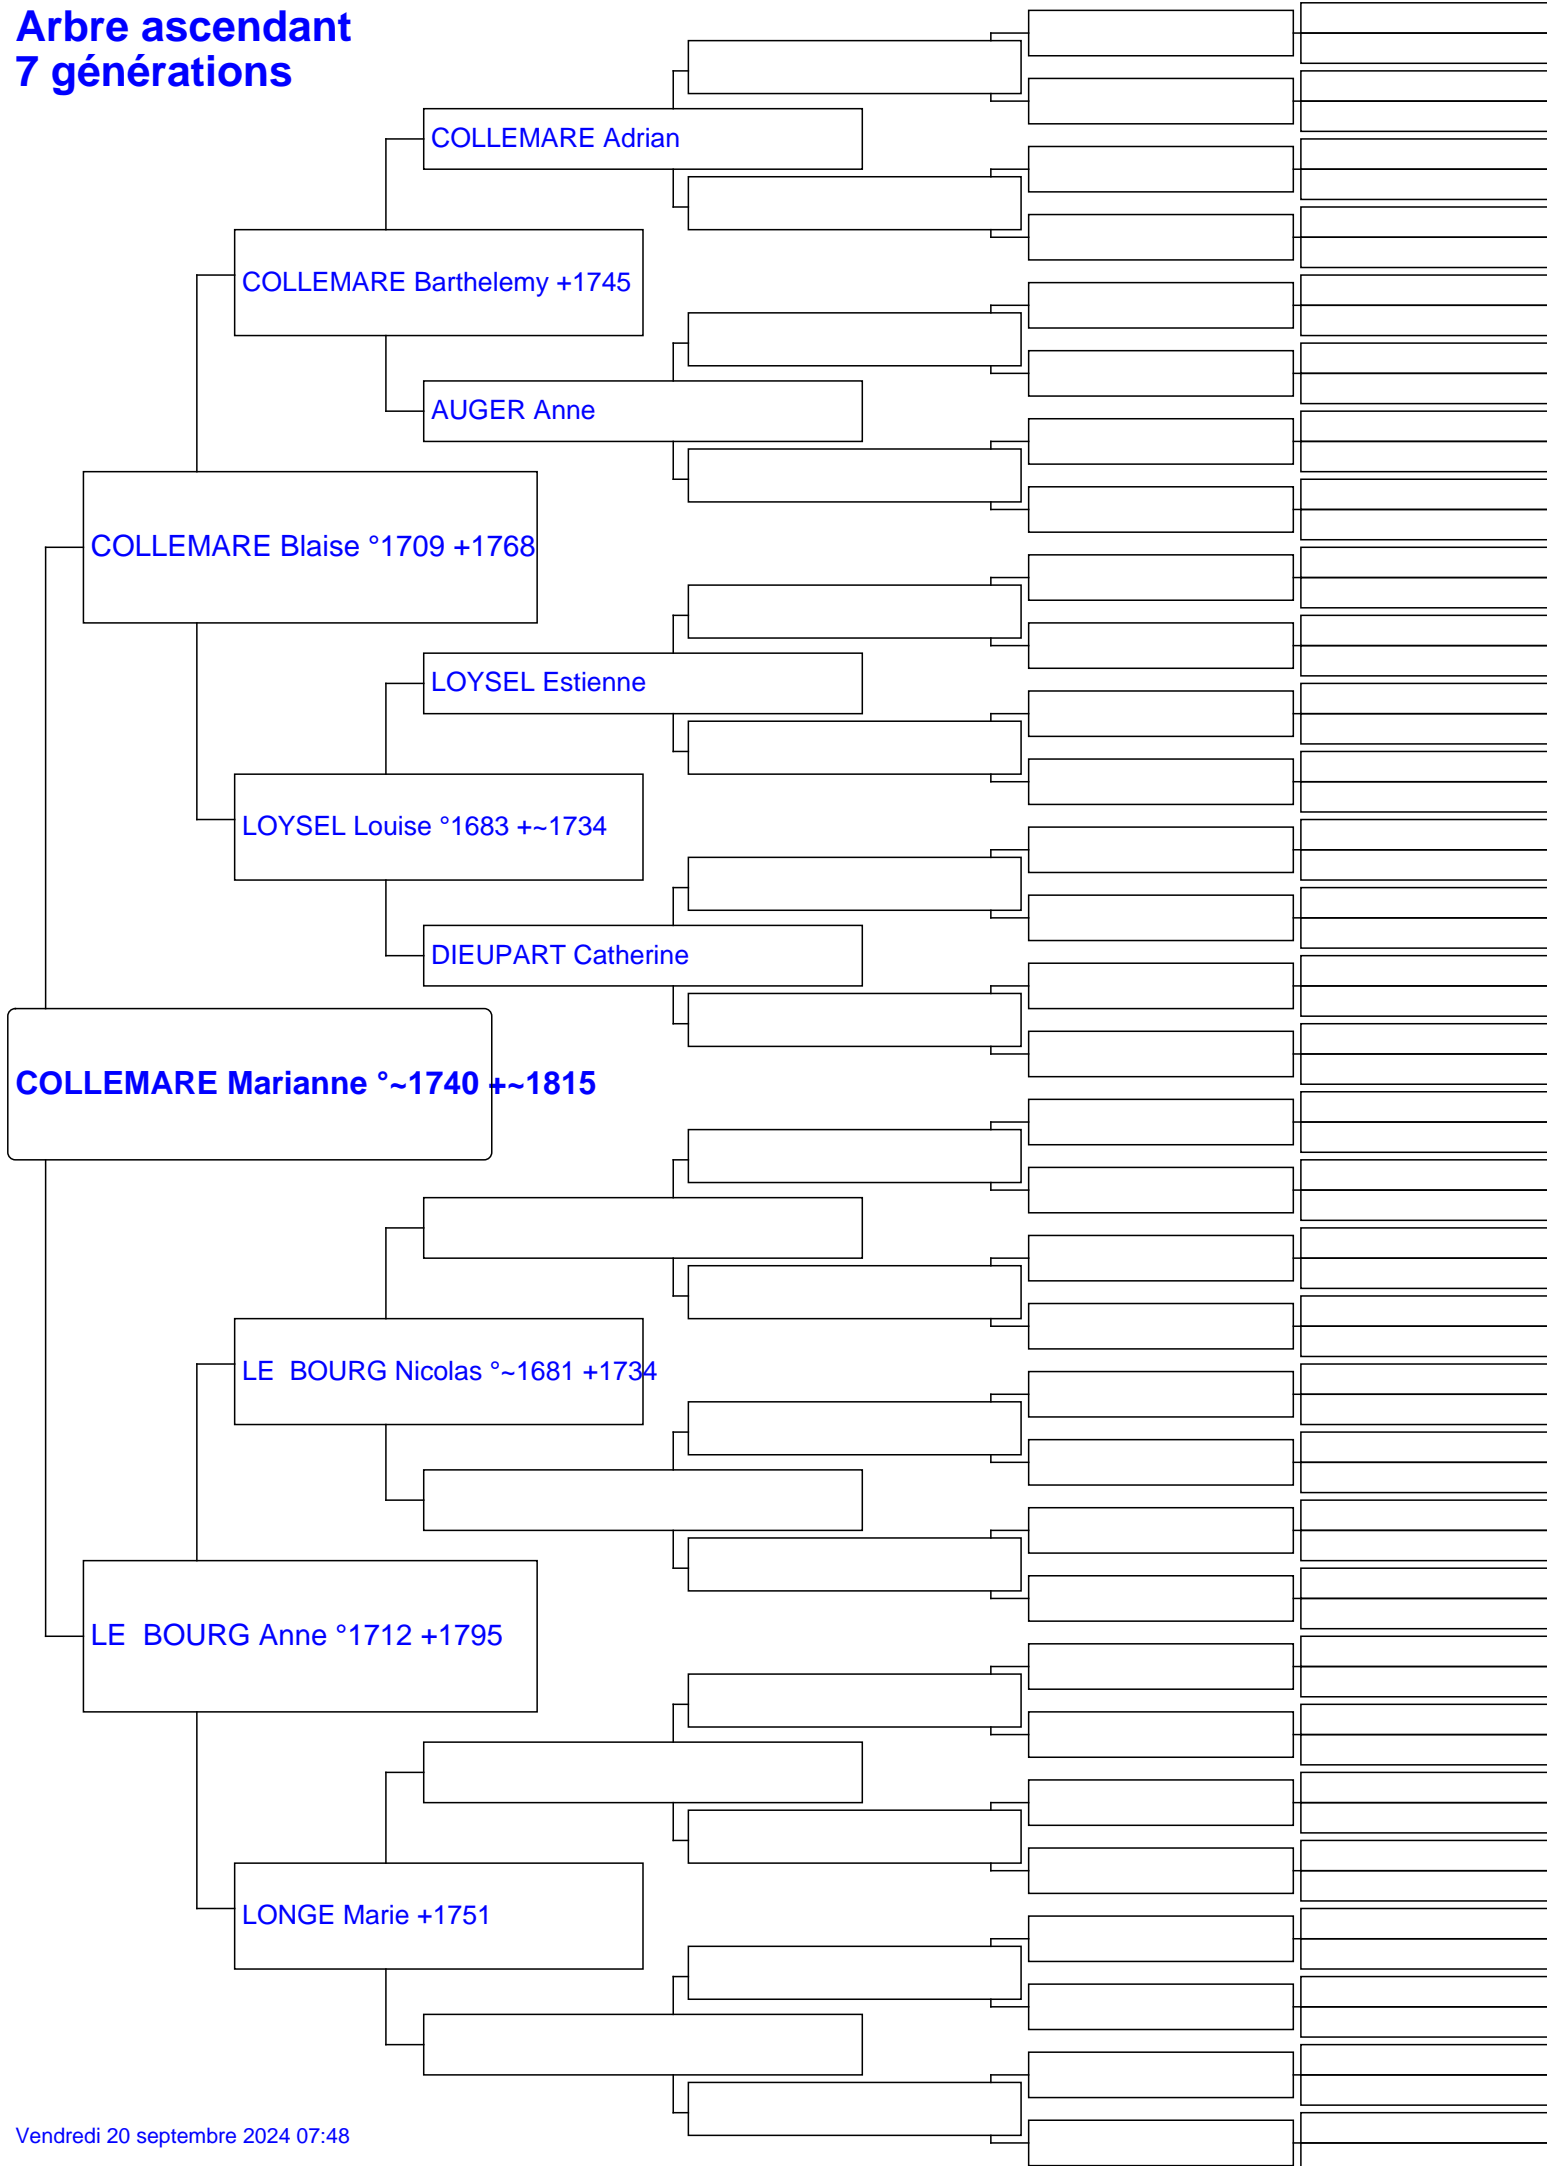 Arbre ascendant
7 générations
COLLEMARE Adrian
COLLEMARE Barthelemy +1745
AUGER Anne
COLLEMARE Blaise °1709 +1768
LOYSEL Estienne
LOYSEL Louise °1683 +~1734
DIEUPART Catherine
COLLEMARE Marianne °~1740 +~1815
LE  BOURG Nicolas °~1681 +1734
LE  BOURG Anne °1712 +1795
LONGE Marie +1751
Vendredi 20 septembre 2024 07:48